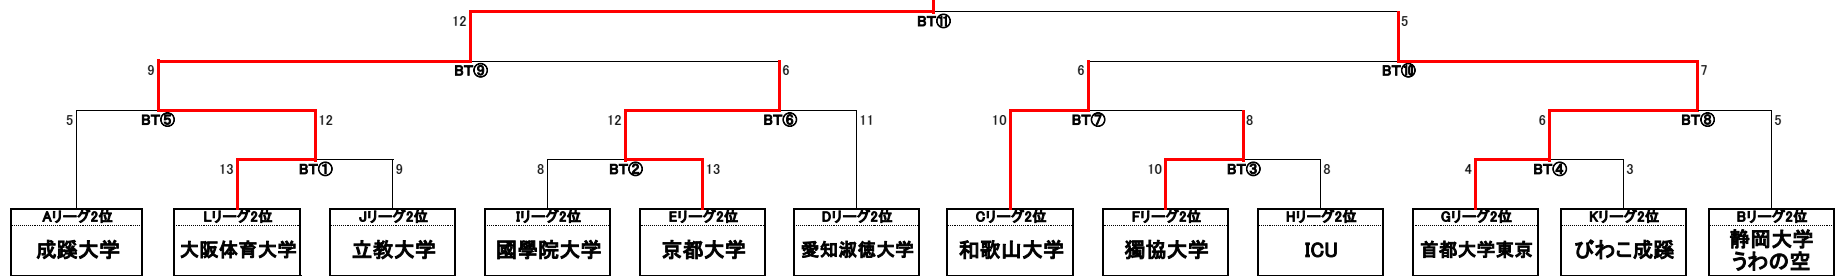 12 BT⑪ 5
9 BT⑨ 6 6 BT⑩ 7
5 BT⑤ 12 12 BT⑥ 11 10 BT⑦ 8 6 BT⑧ 5
13 BT① 9 8 BT② 13 10 BT③ 8 4 BT④ 3
Aリーグ2位 Lリーグ2位 Jリーグ2位 Iリーグ2位 Eリーグ2位 Dリーグ2位 Cリーグ2位 Fリーグ2位 Hリーグ2位 Gリーグ2位 Kリーグ2位 Bリーグ2位
成蹊大学 大阪体育大学 立教大学 國學院大学 京都大学 愛知淑徳大学 和歌山大学 獨協大学 ICU 首都大学東京 びわこ成蹊 静岡大学
うわの空